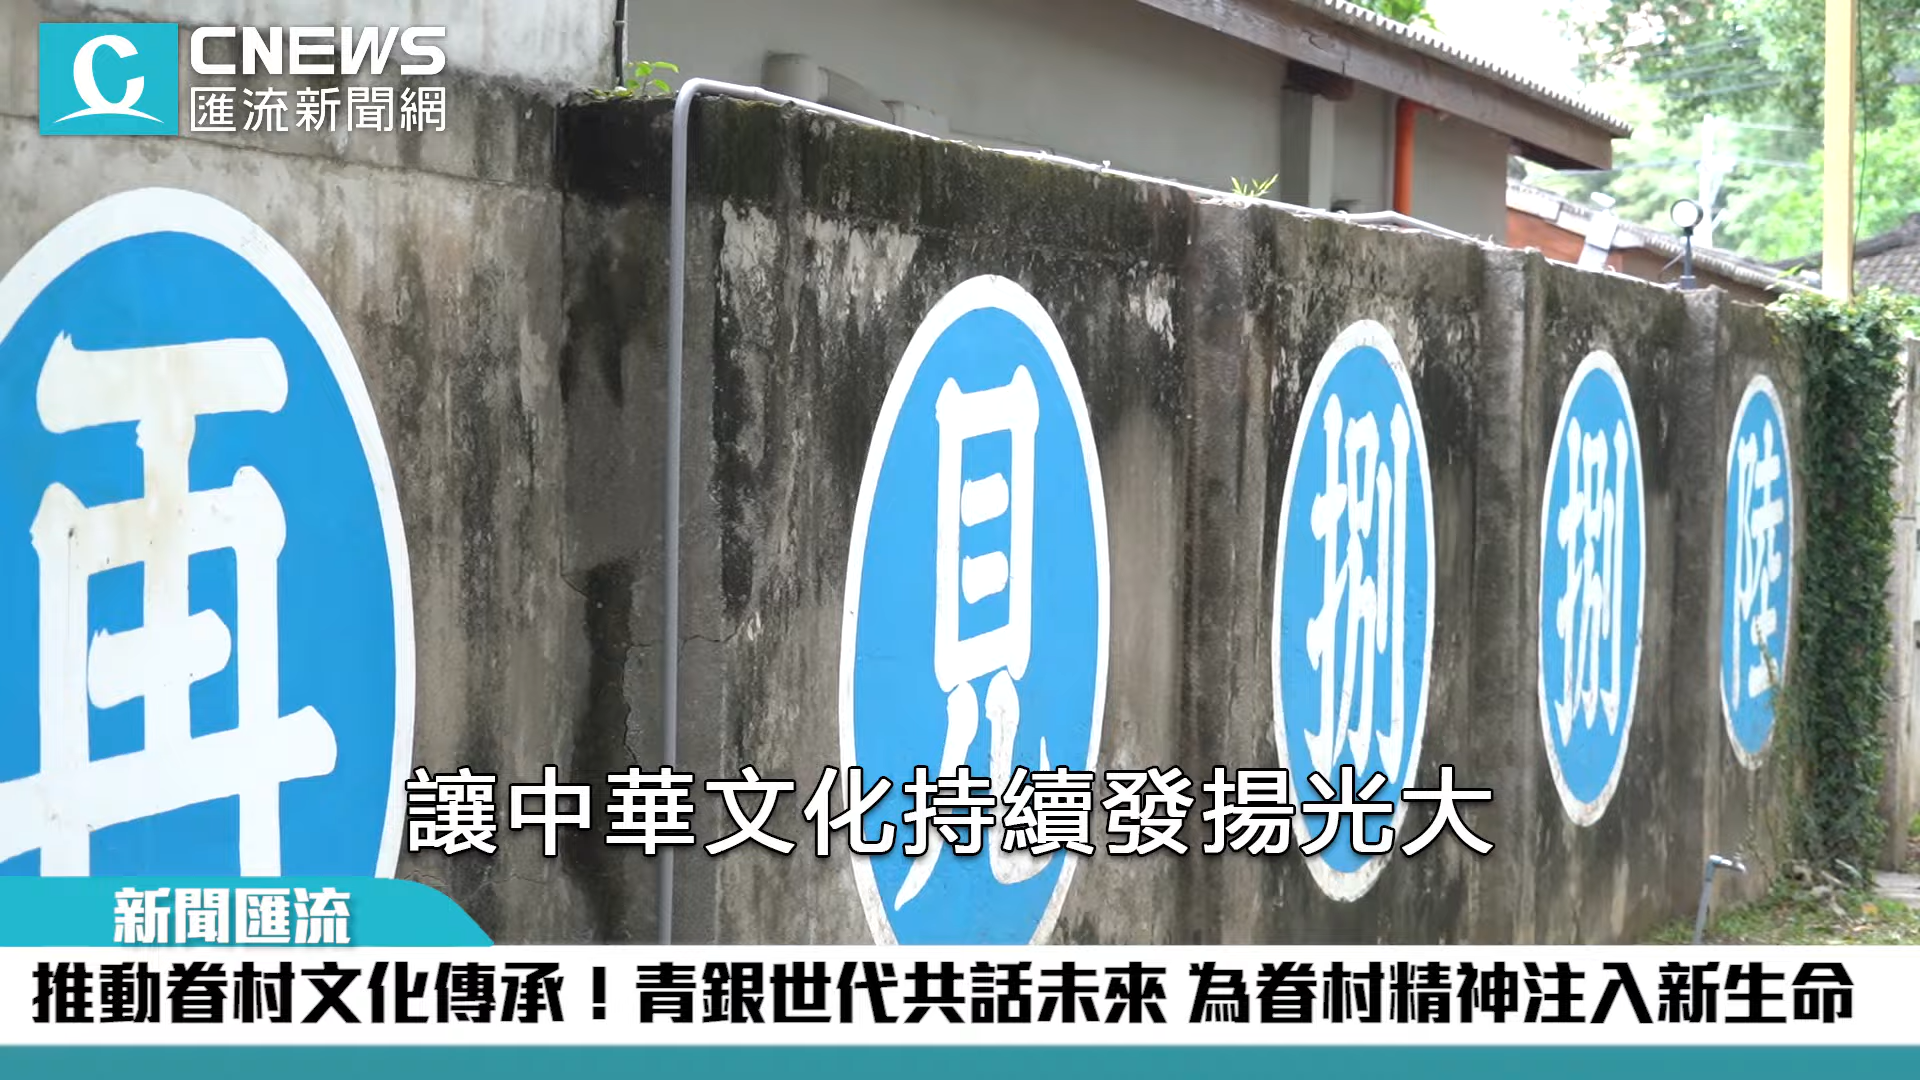 CNEWS
匯流新聞網
再見捌捌陸
讓中華文化持續發揚光大
新聞匯流
推動眷村文化傳承！青銀世代共話未來 為眷村精神注入新生命